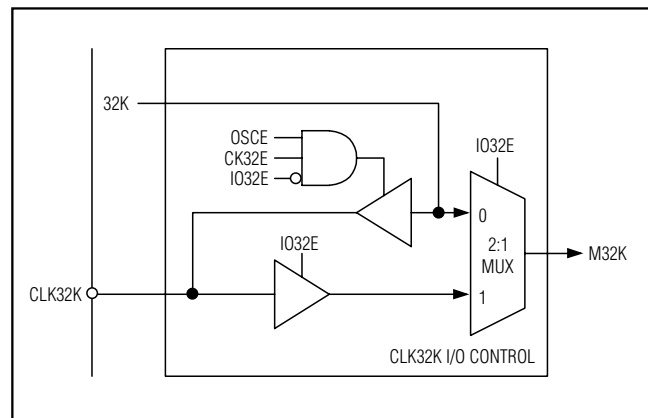 32K
OSCE
CK32E
IO32E
IO32E
0
2:1
MUX
M32K
IO32E
CLK32K
1
CLK32K I/O CONTROL